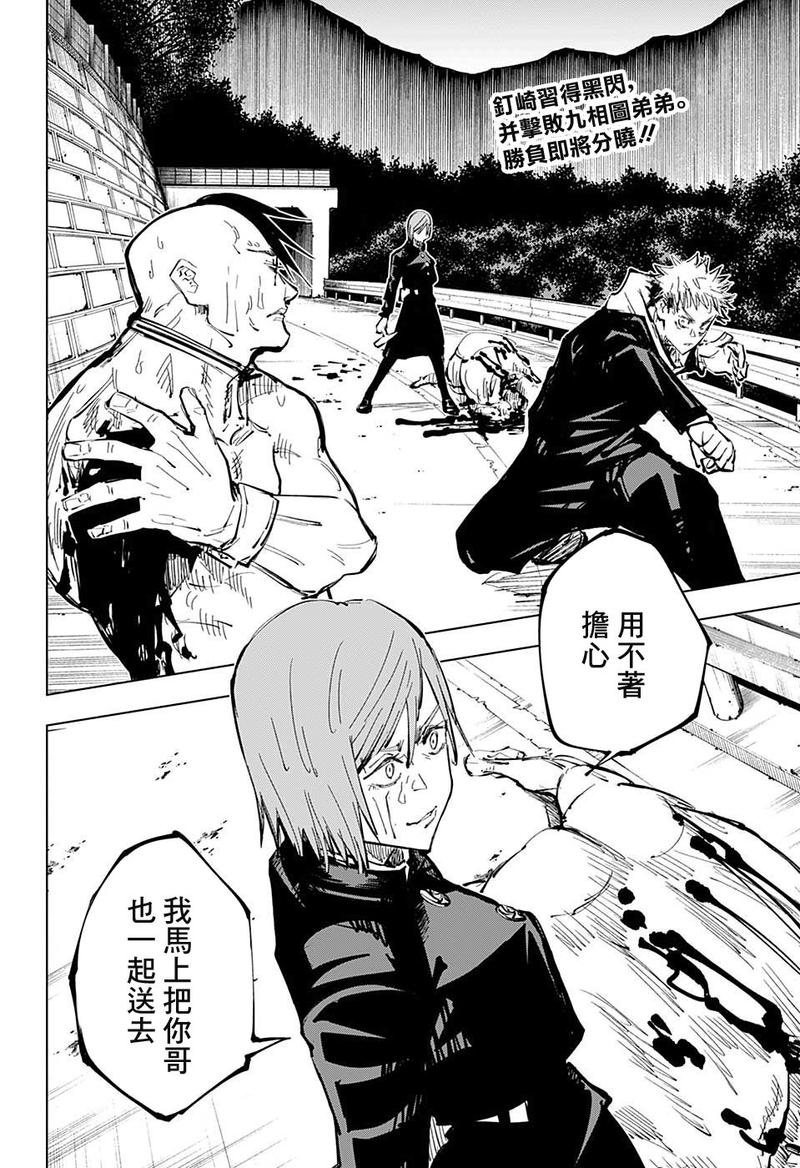 釘崎習得黑閃，
并擊敗九相圖弟弟。
勝負即將分曉!!
用不著
擔心
我馬上把你哥
也一起送去